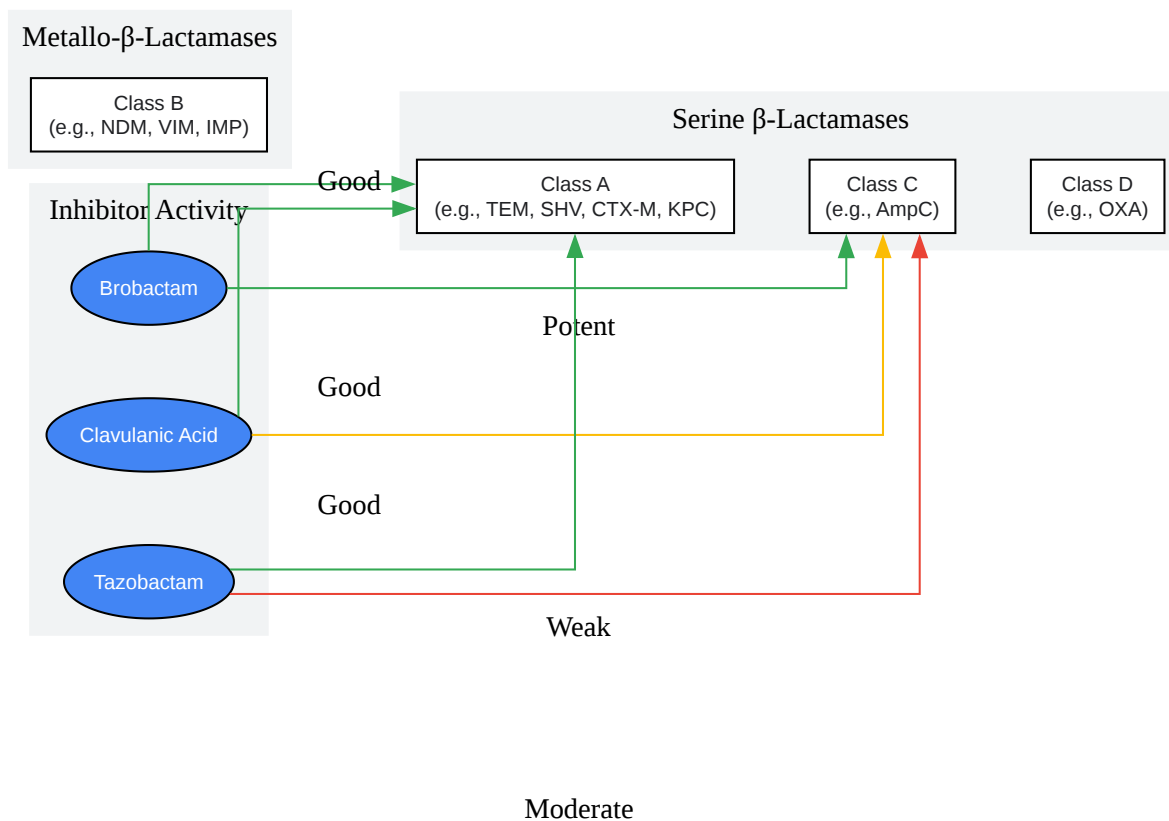 Metallo-β-Lactamases
Class B
(e.g., NDM, VIM, IMP)
Serine β-Lactamases
Class A
(e.g., TEM, SHV, CTX-M, KPC)
Class C
(e.g., AmpC)
Class D
(e.g., OXA)
Good
Inhibitor Activity
Brobactam
Potent
Good
Clavulanic Acid
Good
Tazobactam
Weak
Moderate